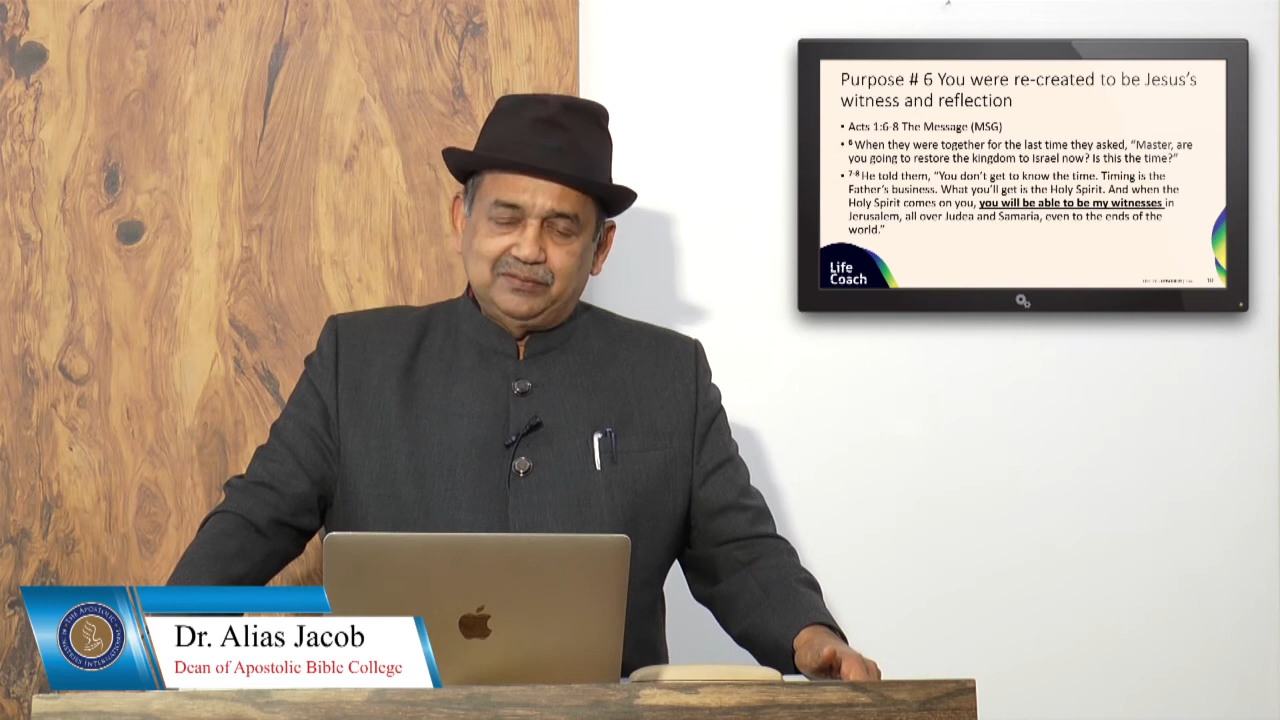 Purpose # 6 You were re-created to be Jesus's
witness and reflection
• Acts 1:6-8 The Message (MSG)
• 6 When they were together for the last time they asked, "Master, are
you going to restore the kingdom to Israel now? Is this the time?"
• 7-8 He told them, "You don't get to know the time. Timing is the
Father's business. What you'll get is the Holy Spirit. And when the
Holy Spirit comes on you, you will be able to be my witnesses in
Jerusalem, all over Judea and Samaria, even to the ends of the
world."
Life
Coach
10
THE APOSTOLIC
MINISTRIES INTERNATIONAL
Dr. Alias Jacob
Dean of Apostolic Bible College